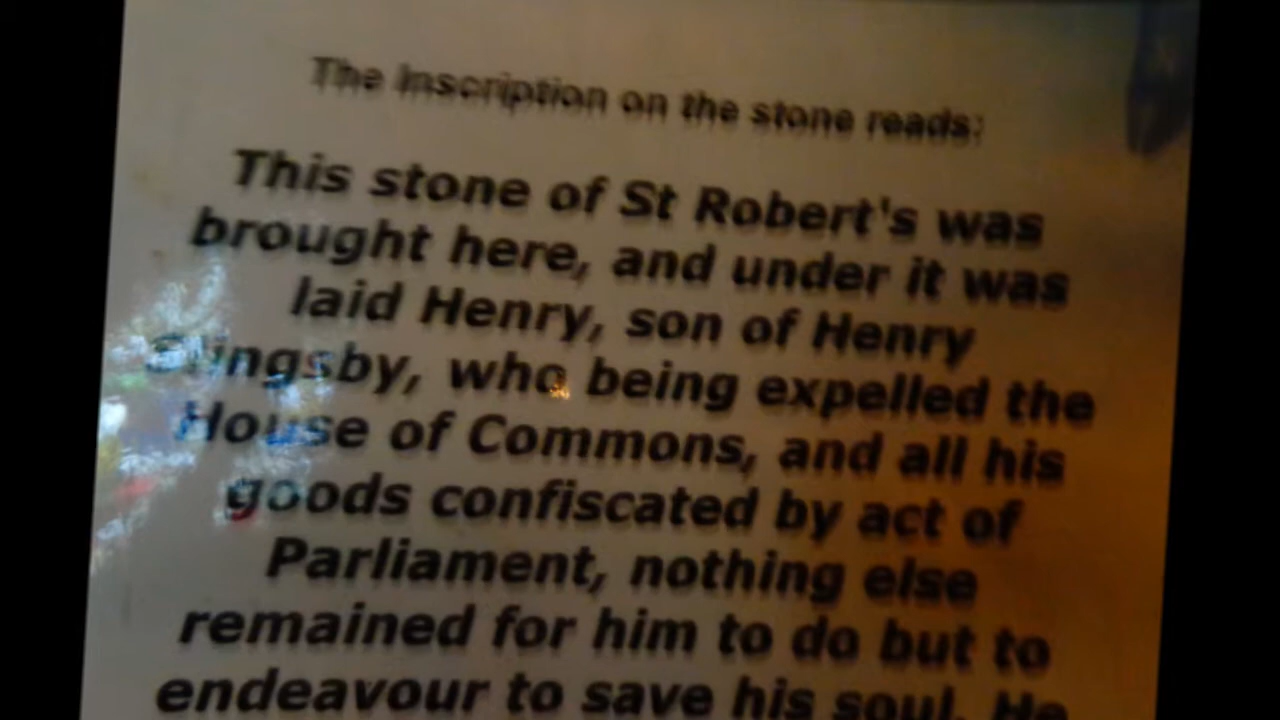 The Inscription on the stone reads:
This stone of St Robert's was
brought here, and under it was
laid Henry, son of Henry
Slingsby, who being expelled the
House of Commons, and all his
goods confiscated by act of
Parliament, nothing else
remained for him to do but to
endeavour to save his soul. He